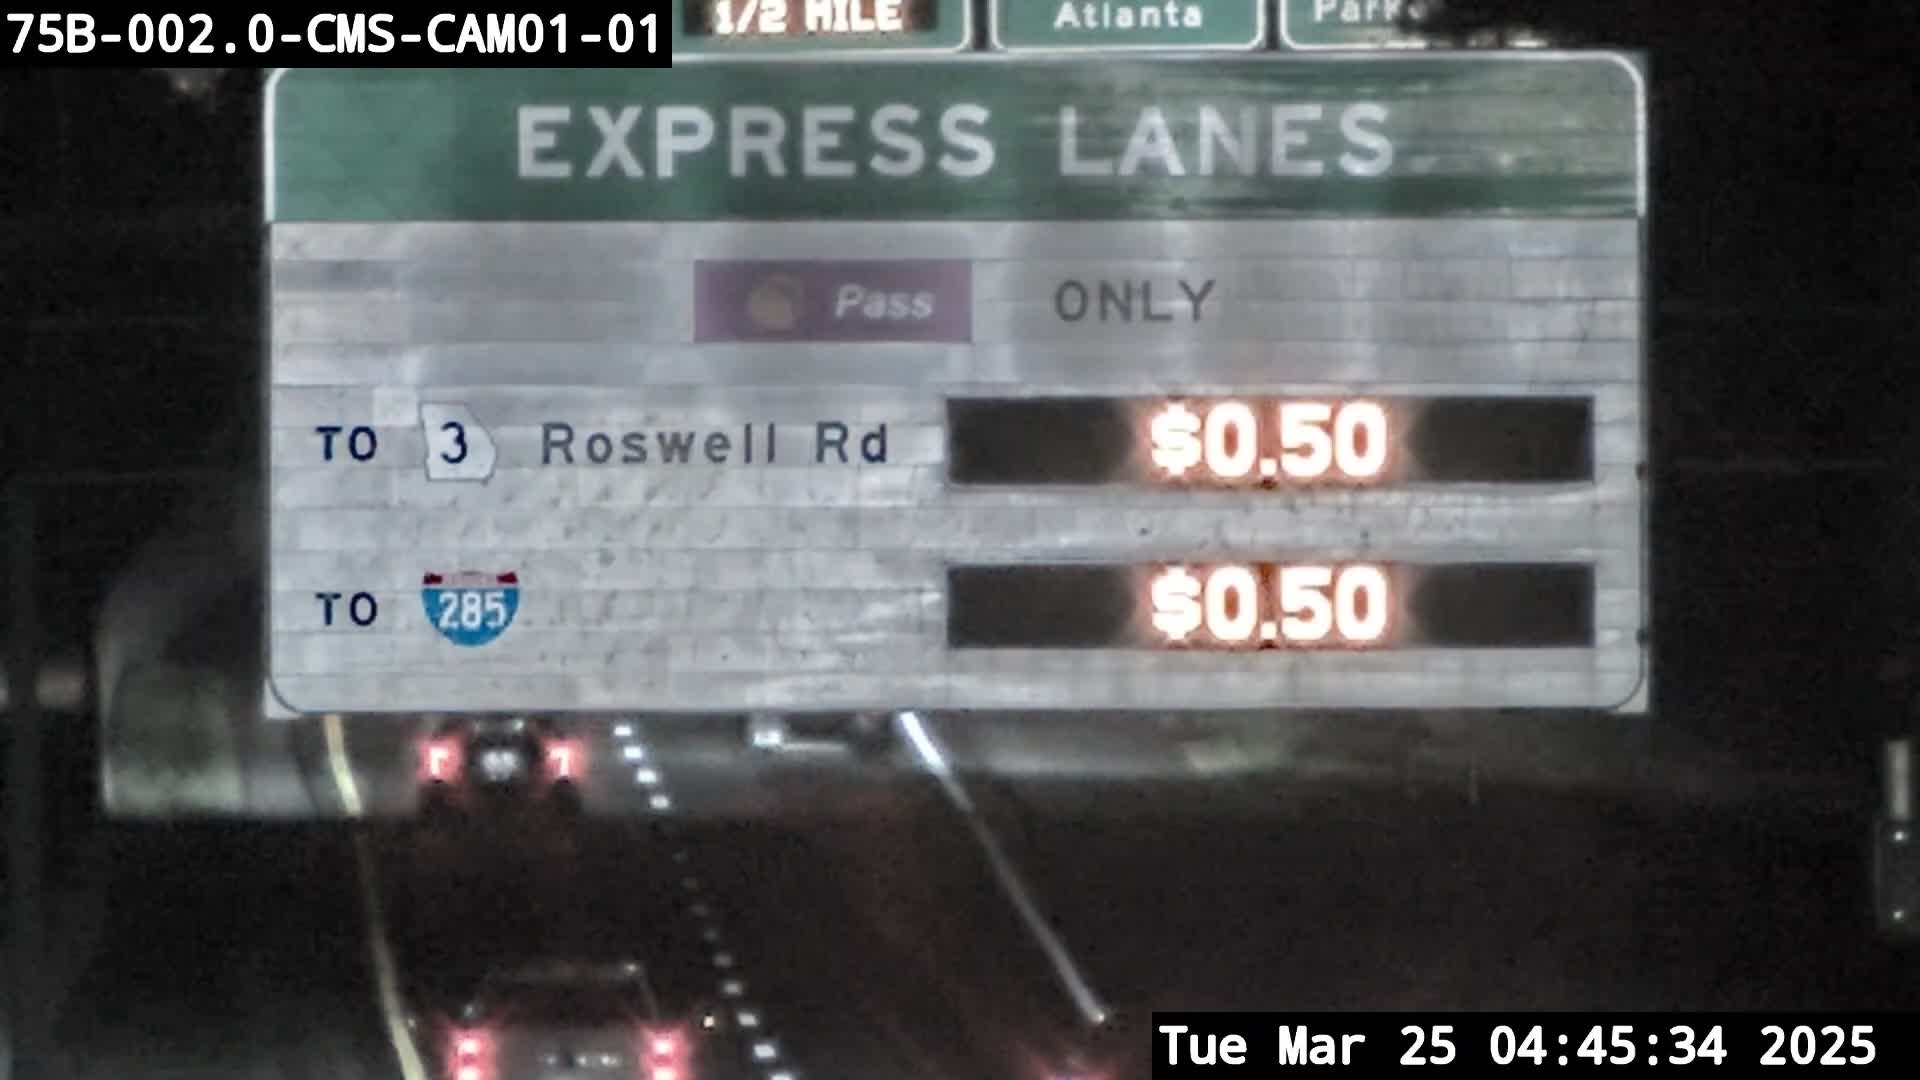 75B-002.0-CMS-CAM01-01
1/2 MILE
Atlanta
EXPRESS LANES
Pass ONLY
TO 3 Roswell Rd $0.50
TO 285 $0.50
Tue Mar 25 04:45:34 2025